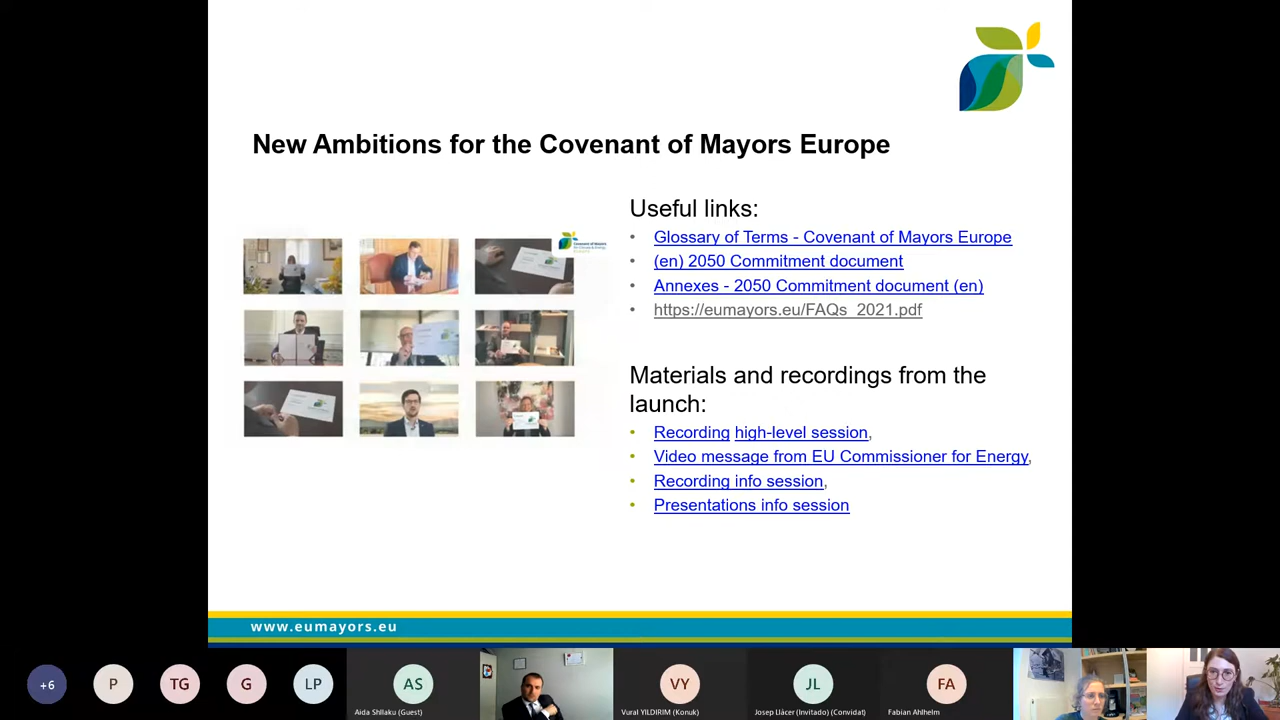 New Ambitions for the Covenant of Mayors Europe
Useful links:
• Glossary of Terms - Covenant of Mayors Europe
• (en) 2050 Commitment document
• Annexes - 2050 Commitment document (en)
• https://eumayors.eu/FAQs_2021.pdf
Materials and recordings from the
launch:
• Recording high-level session,
• Video message from EU Commissioner for Energy,
• Recording info session,
• Presentations info session
Covenant of Mayors
www.eumayors.eu
+6
P
TG
G
LP
AS
VY
JL
FA
Aida Shllaku (Guest)
Vural YILDIRIM (Konuk)
Josep Llácer (Invitado) (Convidat)
Fabian Ahlhelm